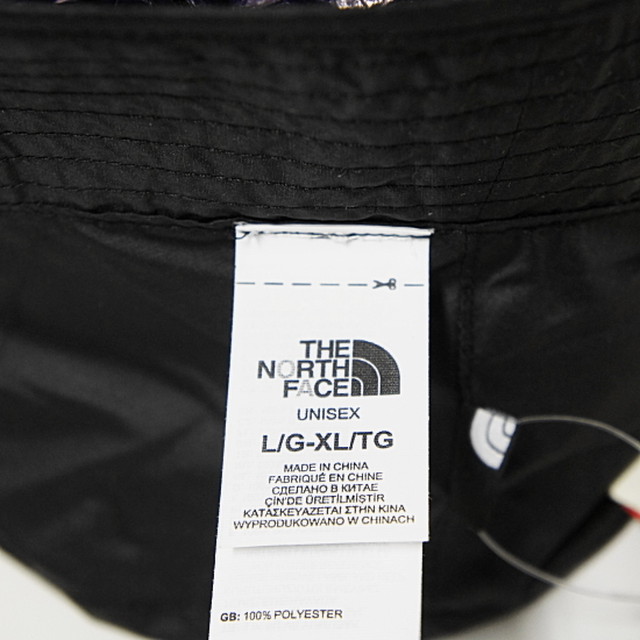 THE
NORTH
FACE
UNISEX
L/G-XL/TG
MADE IN CHINA
FABRIQUÉ EN CHINE
СДЕЛАНО В КИТАЕ
ÇİN'DE ÜRETİLMİŞTİR
ΚΑΤΑΣΚΕΥΑΖΕΤΑΙ ΣΤΗΝ ΚΙΝΑ
WYPRODUKOWANO W CHINACH
GB: 100% POLYESTER